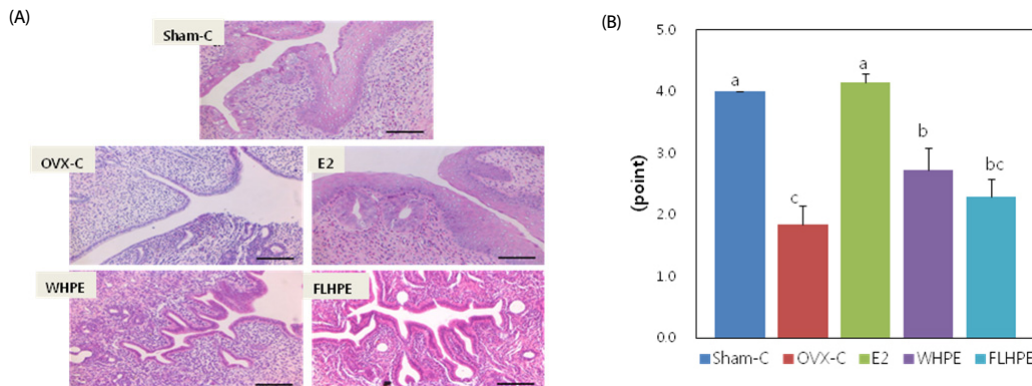 (A)
Sham-C
OVX-C
E2
WHPE
FLHPE
(B)
(point)
5.0
4.0
3.0
2.0
1.0
0.0
a
c
a
b
bc
Sham-C OVX-C E2 WHPE FLHPE